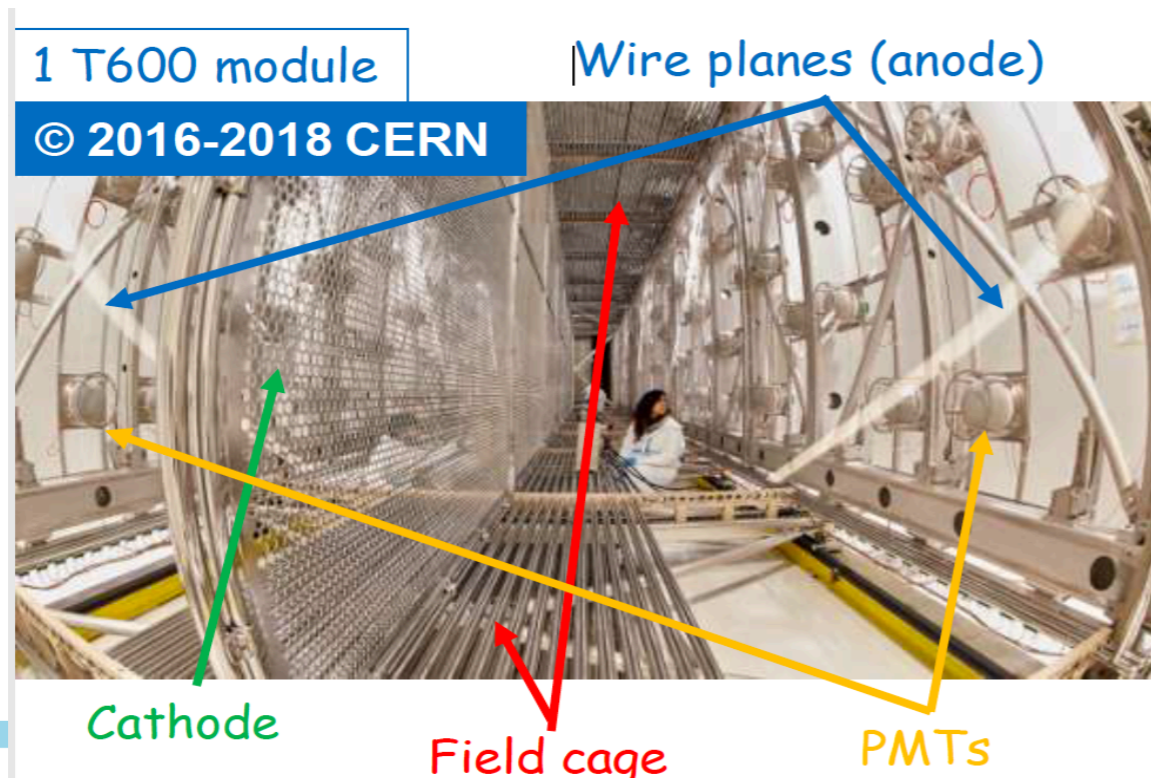 1 T600 module
Wire planes (anode)
© 2016-2018 CERN
Cathode
Field cage
PMTs